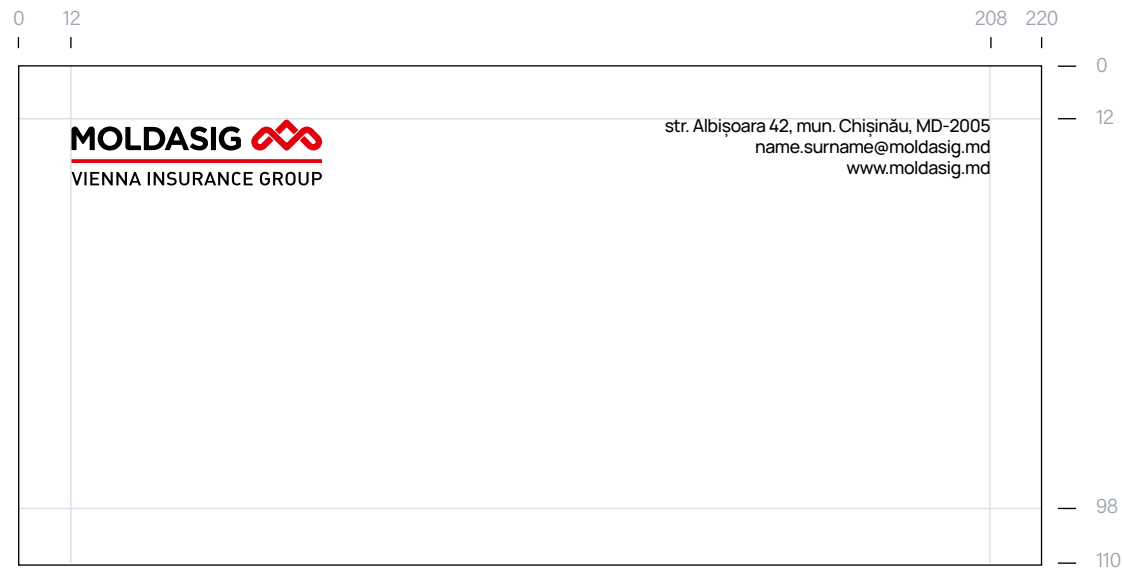 0 12 208 220
0
12
MOLDASIG
VIENNA INSURANCE GROUP
str. Albișoara 42, mun. Chișinău, MD-2005
name.surname@moldasig.md
www.moldasig.md
98
110